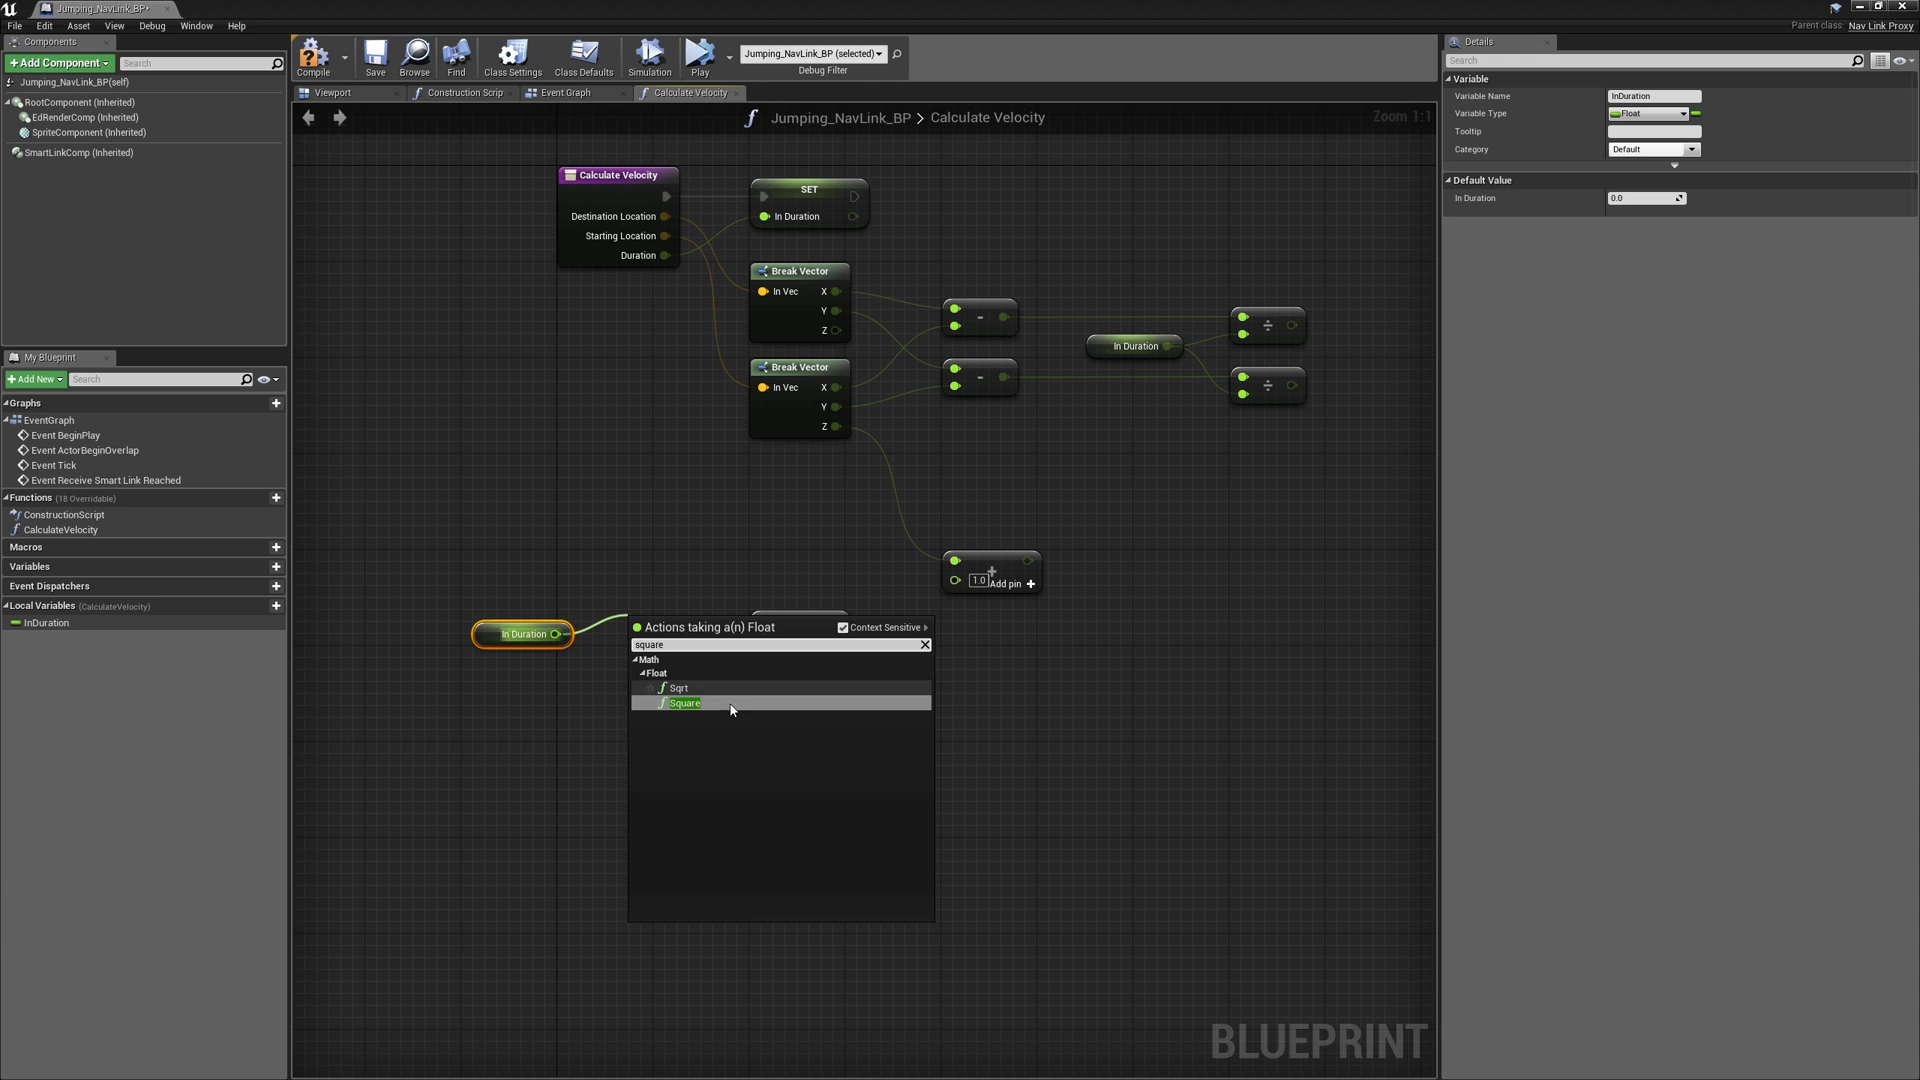 Jumping_NavLink_BP*
File Edit Asset View Debug Window Help
Parent class: Nav Link Proxy
Components
+Add Component
Search
Jumping_NavLink_BP(self)
RootComponent (Inherited)
EdRenderComp (Inherited)
SpriteComponent (Inherited)
SmartLinkComp (Inherited)
My Blueprint
+Add New
Search
Graphs
EventGraph
Event BeginPlay
Event ActorBeginOverlap
Event Tick
Event Receive Smart Link Reached
Functions (18 Overridable)
ConstructionScript
CalculateVelocity
Macros
Variables
Event Dispatchers
Local Variables (CalculateVelocity)
InDuration
Compile
Save
Browse
Find
Class Settings
Class Defaults
Simulation
Play
Jumping_NavLink_BP (selected)
Debug Filter
Viewport
Construction Scrip
Event Graph
Calculate Velocity
Jumping_NavLink_BP > Calculate Velocity
Zoom 1:1
Calculate Velocity
Destination Location
Starting Location
Duration
SET
In Duration
Break Vector
In Vec X
Y
Z
Break Vector
In Vec X
Y
Z
-
-
In Duration
÷
÷
+
1.0
Add pin +
In Duration
Actions taking a(n) Float
Context Sensitive
square
Math
Float
Sqrt
Square
BLUEPRINT
Details
Search
Variable
Variable Name InDuration
Variable Type Float
Tooltip
Category Default
Default Value
In Duration 0.0